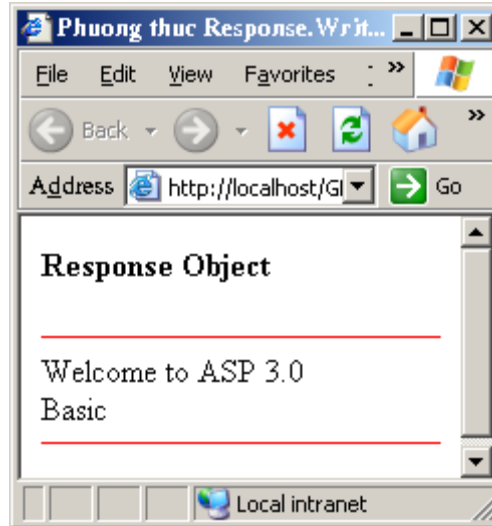 Phuong thuc Response.Writ...
File Edit View Favorites »
Back »
Address http://localhost/Gl Go
Response Object
Welcome to ASP 3.0
Basic
Local intranet